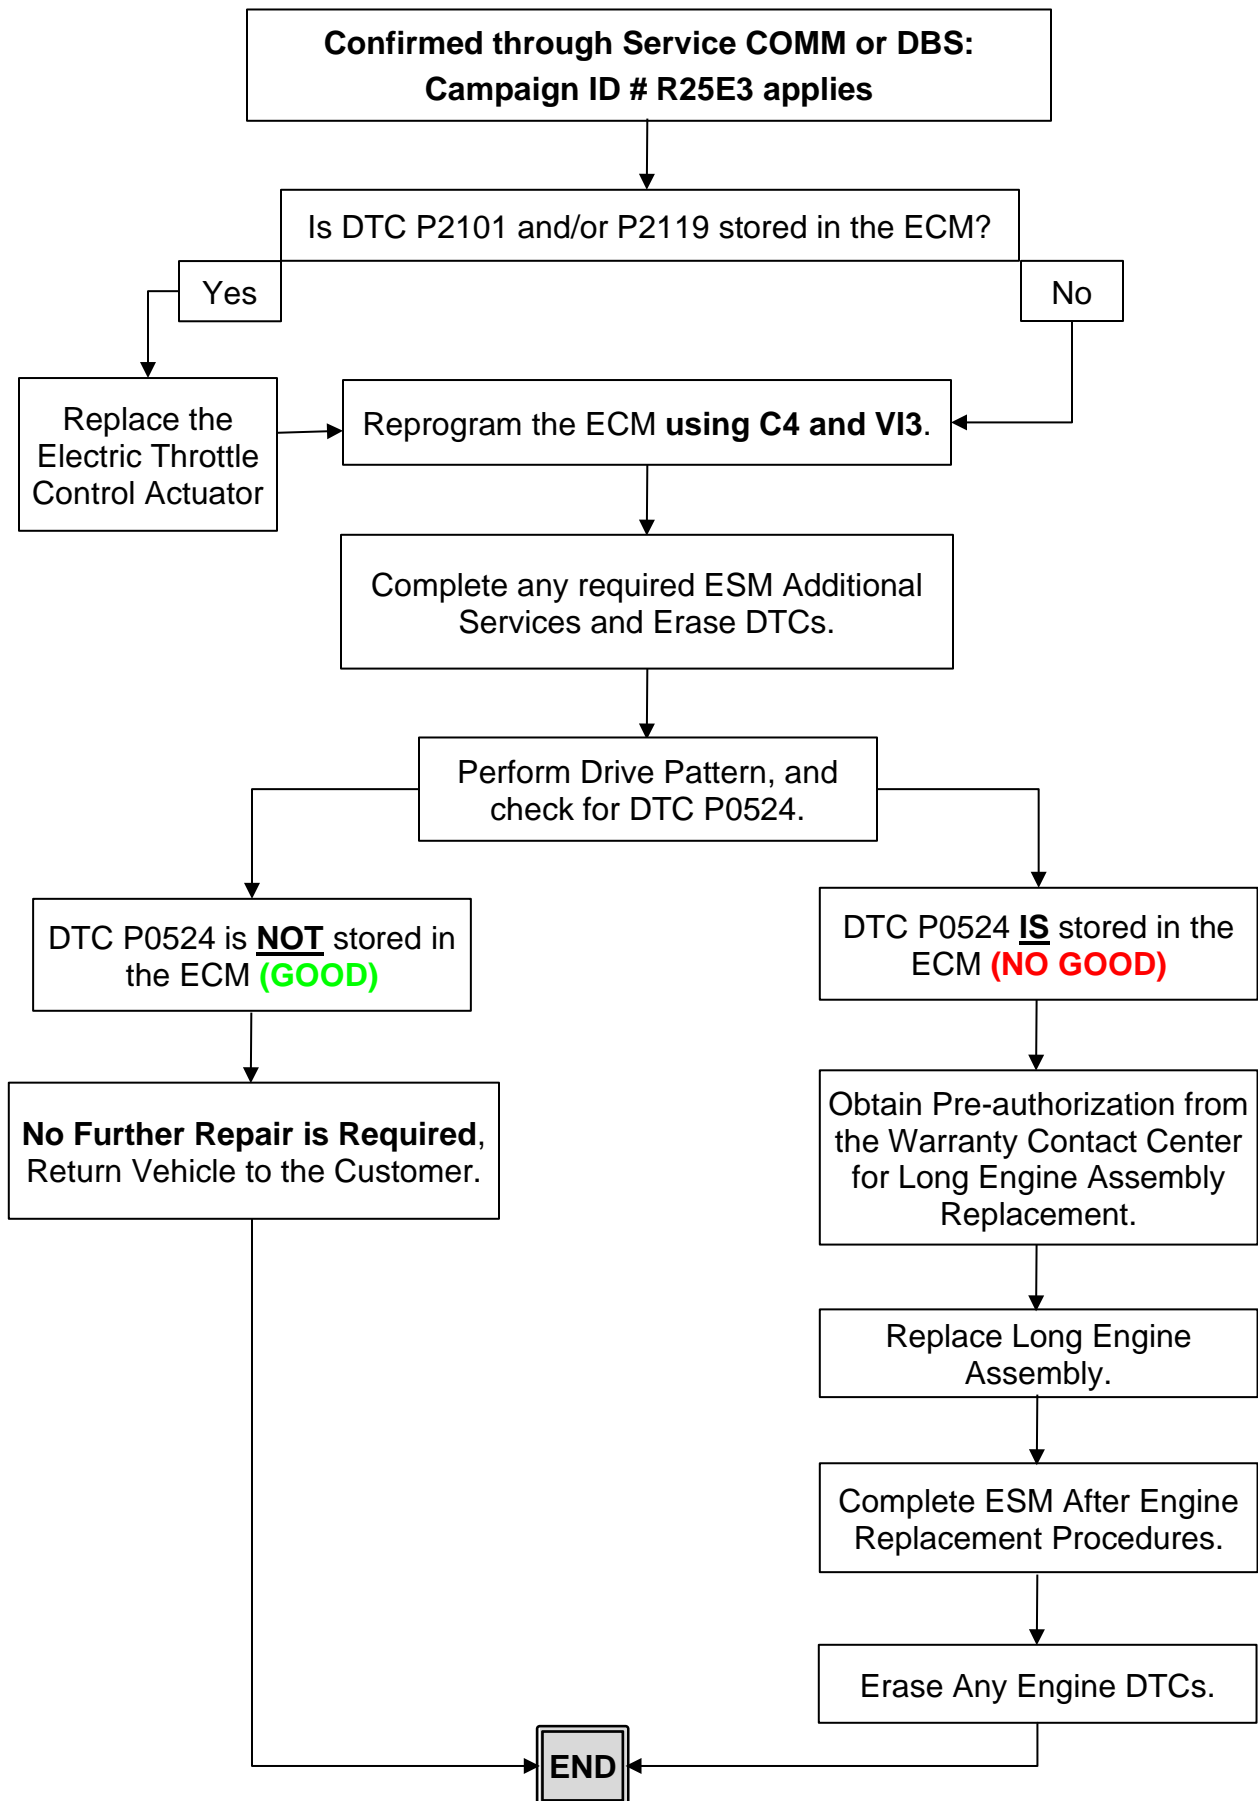 Confirmed through Service COMM or DBS:
Campaign ID # R25E3 applies
Is DTC P2101 and/or P2119 stored in the ECM?
Yes
No
Replace the
Electric Throttle
Control Actuator
Reprogram the ECM using C4 and VI3.
Complete any required ESM Additional
Services and Erase DTCs.
Perform Drive Pattern, and
check for DTC P0524.
DTC P0524 is NOT stored in
the ECM (GOOD)
DTC P0524 IS stored in the
ECM (NO GOOD)
No Further Repair is Required,
Return Vehicle to the Customer.
Obtain Pre-authorization from
the Warranty Contact Center
for Long Engine Assembly
Replacement.
Replace Long Engine
Assembly.
Complete ESM After Engine
Replacement Procedures.
Erase Any Engine DTCs.
END